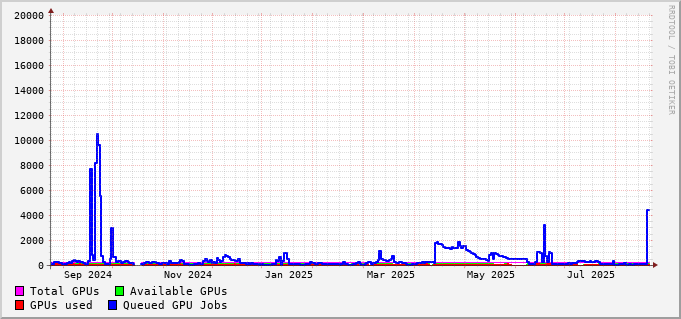 20000
18000
16000
14000
12000
10000
8000
6000
4000
2000
0
Sep 2024 Nov 2024 Jan 2025 Mar 2025 May 2025 Jul 2025
Total GPUs Available GPUs
GPUs used Queued GPU Jobs
RRDTOOL / TOBI OETIKER